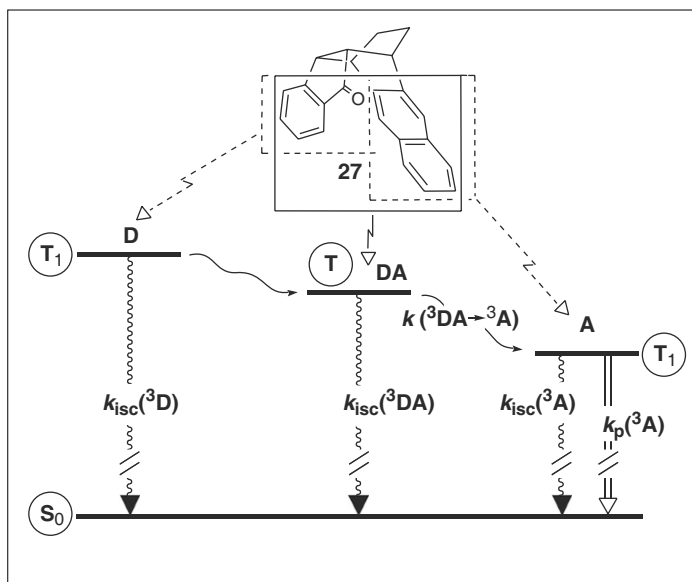 O
27
D
T₁
T
DA
k (³DA→³A)
A
T₁
kisc(³D)
kisc(³DA)
kisc(³A)
kp(³A)
S₀